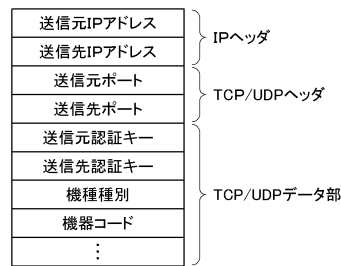 送信元IPアドレス
送信先IPアドレス
IPヘッダ
送信元ポート
送信先ポート
TCP/UDPヘッダ
送信元認証キー
送信先認証キー
機種種別
機器コード
⋮
TCP/UDPデータ部